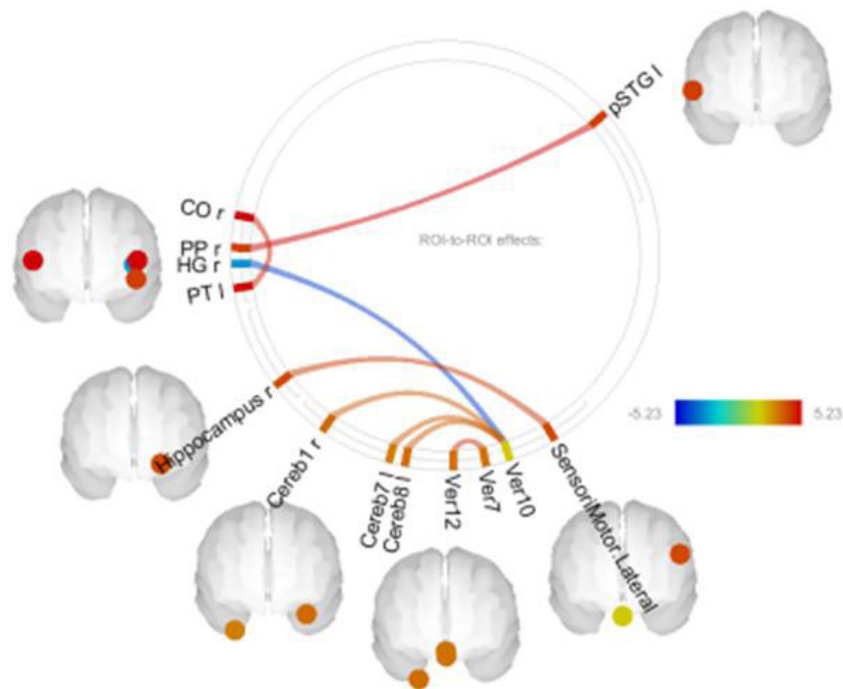 pSTG l
CO r
PP r
HG r
PT l
ROI-to-ROI effects:
Hippocampus r
Cereb1 r
Cereb7 l
Cereb8 l
Ver12
Ver7
Ver10
SensoriMotor.Lateral
-5.23
5.23